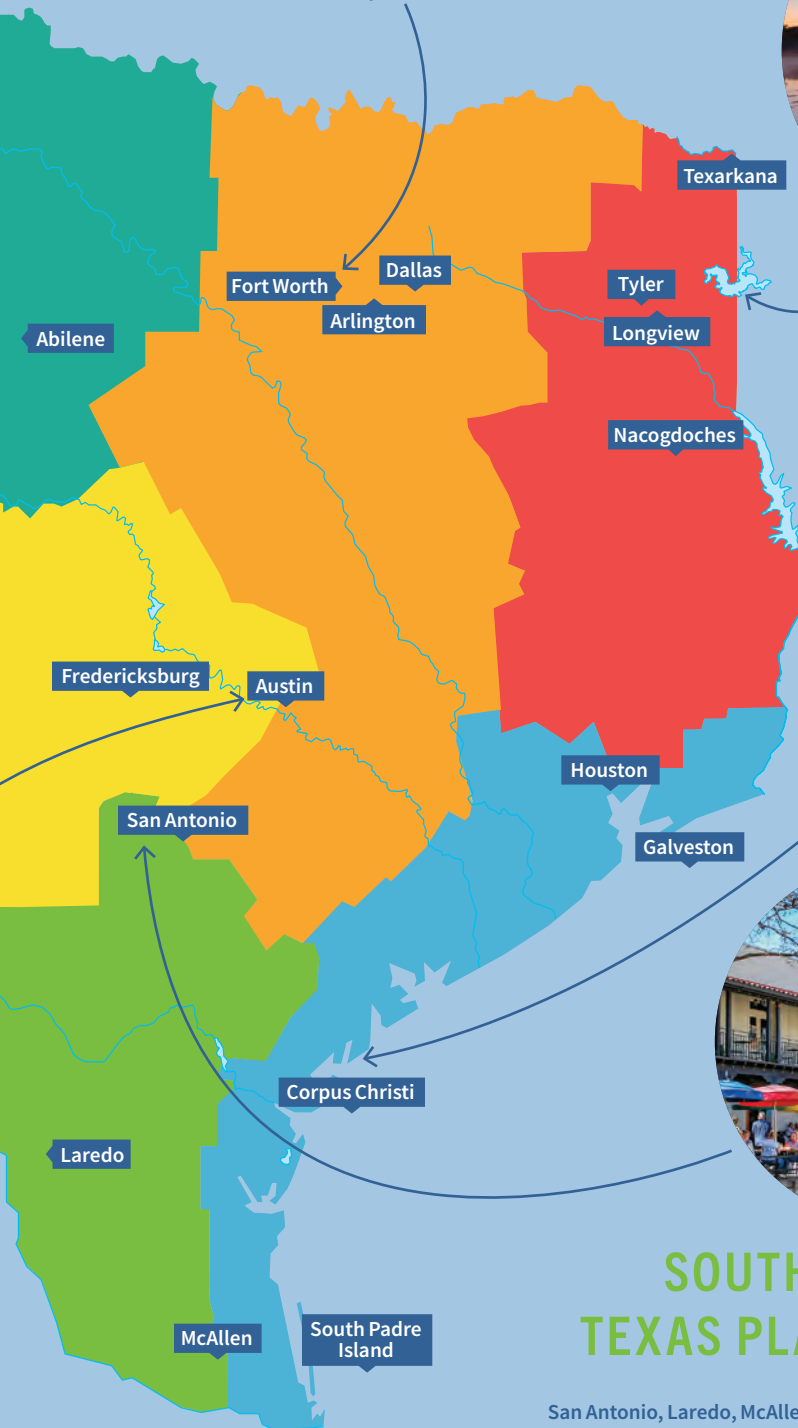 Texarkana
Dallas
Fort Worth
Tyler
Arlington
Longview
Abilene
Nacogdoches
Fredericksburg
Austin
Houston
San Antonio
Galveston
Corpus Christi
Laredo
South Padre
Island
McAllen
SOUTH
TEXAS PLA
San Antonio, Laredo, McAlle